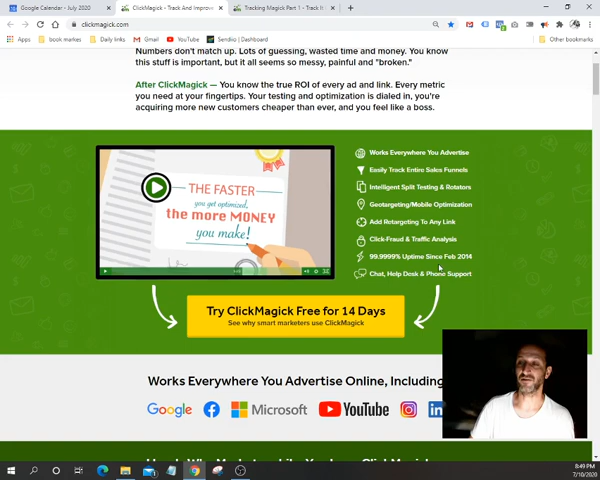 Google Calendar - July 2020
ClickMagick - Track And Improv
Tracking Magick Part 1 - Track It
clickmagick.com
Apps
book markes
Daily links
Gmail
YouTube
Sendiio | Dashboard
Other bookmarks
Numbers don't match up. Lots of guessing, wasted time and money. You know
this stuff is important, but it all seems so messy, painful and "broken."
After ClickMagick — You know the true ROI of every ad and link. Every metric
you need at your fingertips. Your testing and optimization is dialed in, you're
acquiring more new customers cheaper than ever, and you feel like a boss.
THE FASTER
you get optimized,
the more MONEY
you make!
Works Everywhere You Advertise
Easily Track Entire Sales Funnels
Intelligent Split Testing & Rotators
Geotargeting/Mobile Optimization
Add Retargeting To Any Link
Click-Fraud & Traffic Analysis
99.9999% Uptime Since Feb 2014
Chat, Help Desk & Phone Support
Try ClickMagick Free for 14 Days
See why smart marketers use ClickMagick
Works Everywhere You Advertise Online, Including
Google
Microsoft
YouTube
8:49 PM
7/10/2020